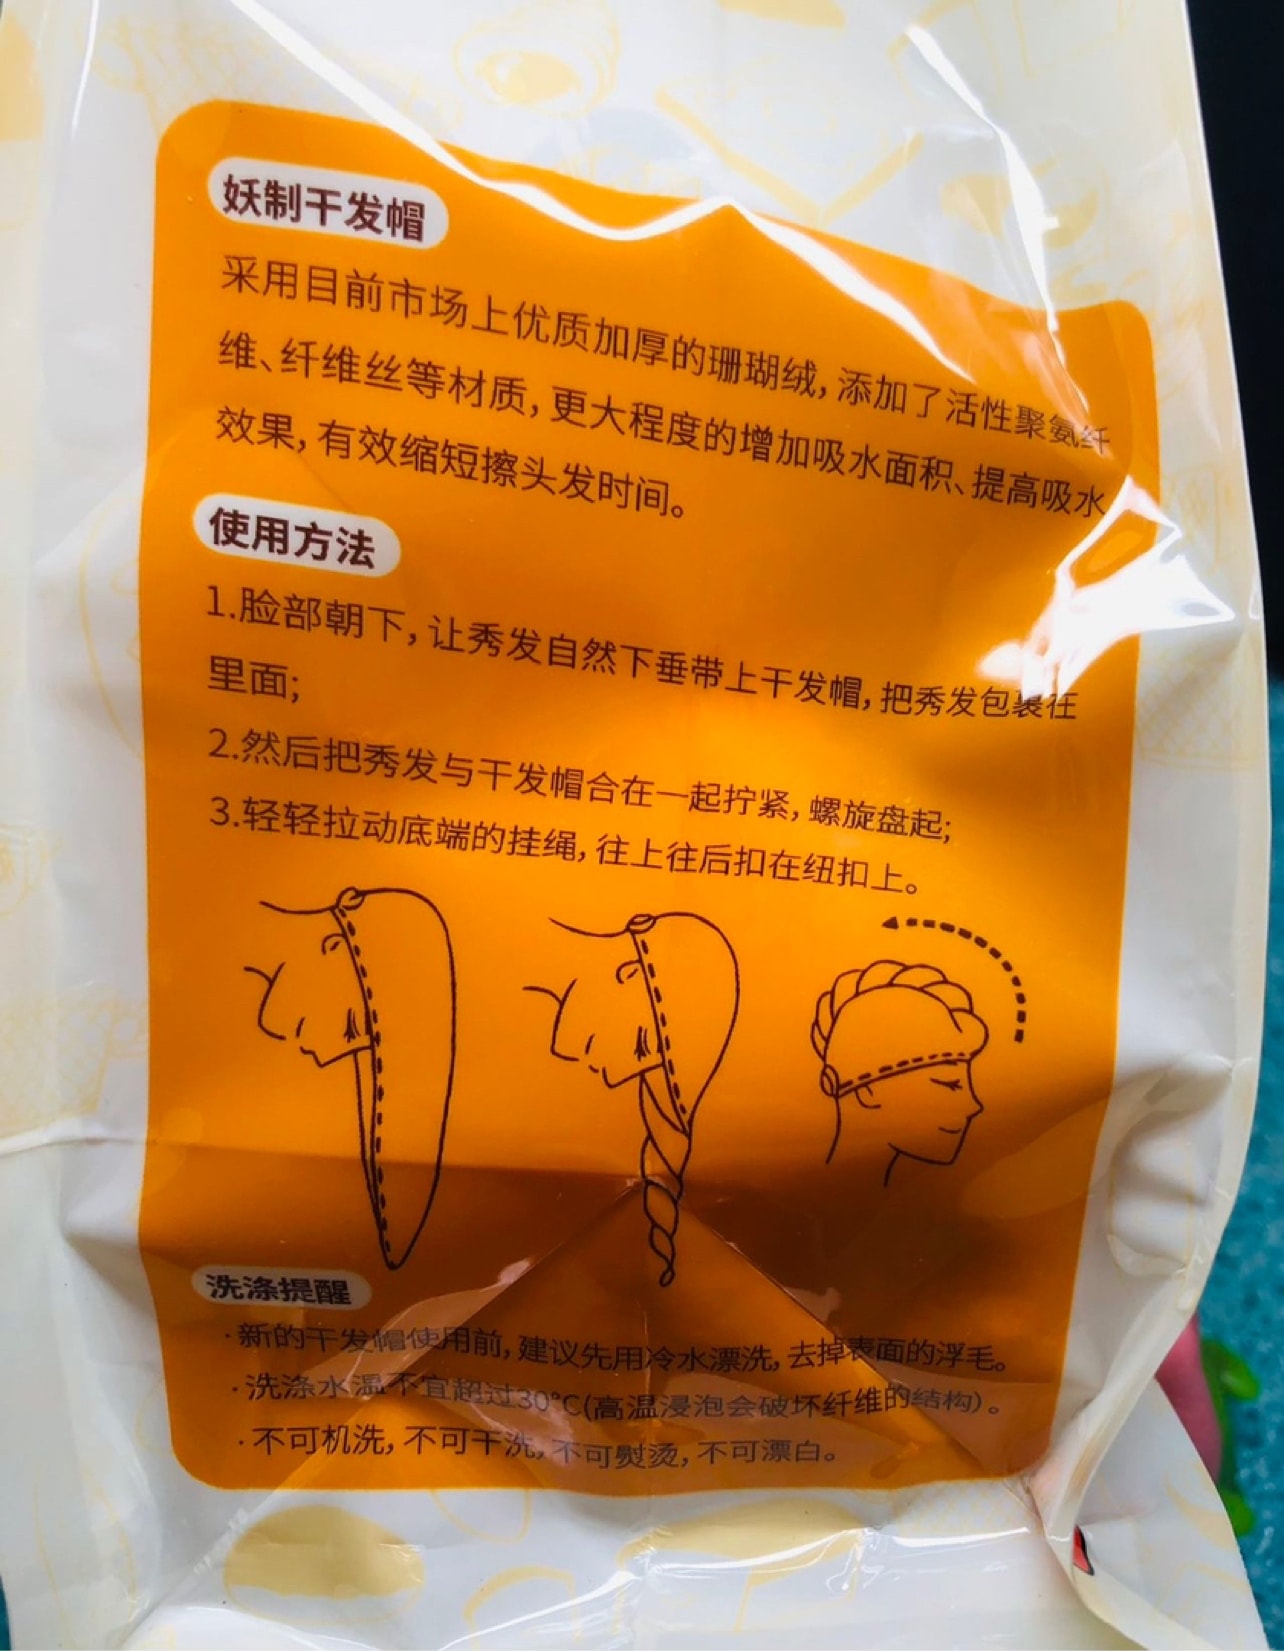 妖制干发帽
采用目前市场上优质加厚的珊瑚绒，添加了活性聚氨纤
维、纤维丝等材质，更大程度的增加吸水面积、提高吸水
效果，有效缩短擦头发时间。
使用方法
1.脸部朝下，让秀发自然下垂带上干发帽，把秀发包裹在
里面；
2.然后把秀发与干发帽合在一起拧紧，螺旋盘起；
3.轻轻拉动底端的挂绳，往上往后扣在纽扣上。
洗涤提醒
·新的干发帽使用前，建议先用冷水漂洗，去掉表面的浮毛。
·洗涤水温不宜超过30°C(高温浸泡会破坏纤维的结构)。
·不可机洗，不可干洗，不可熨烫，不可漂白。